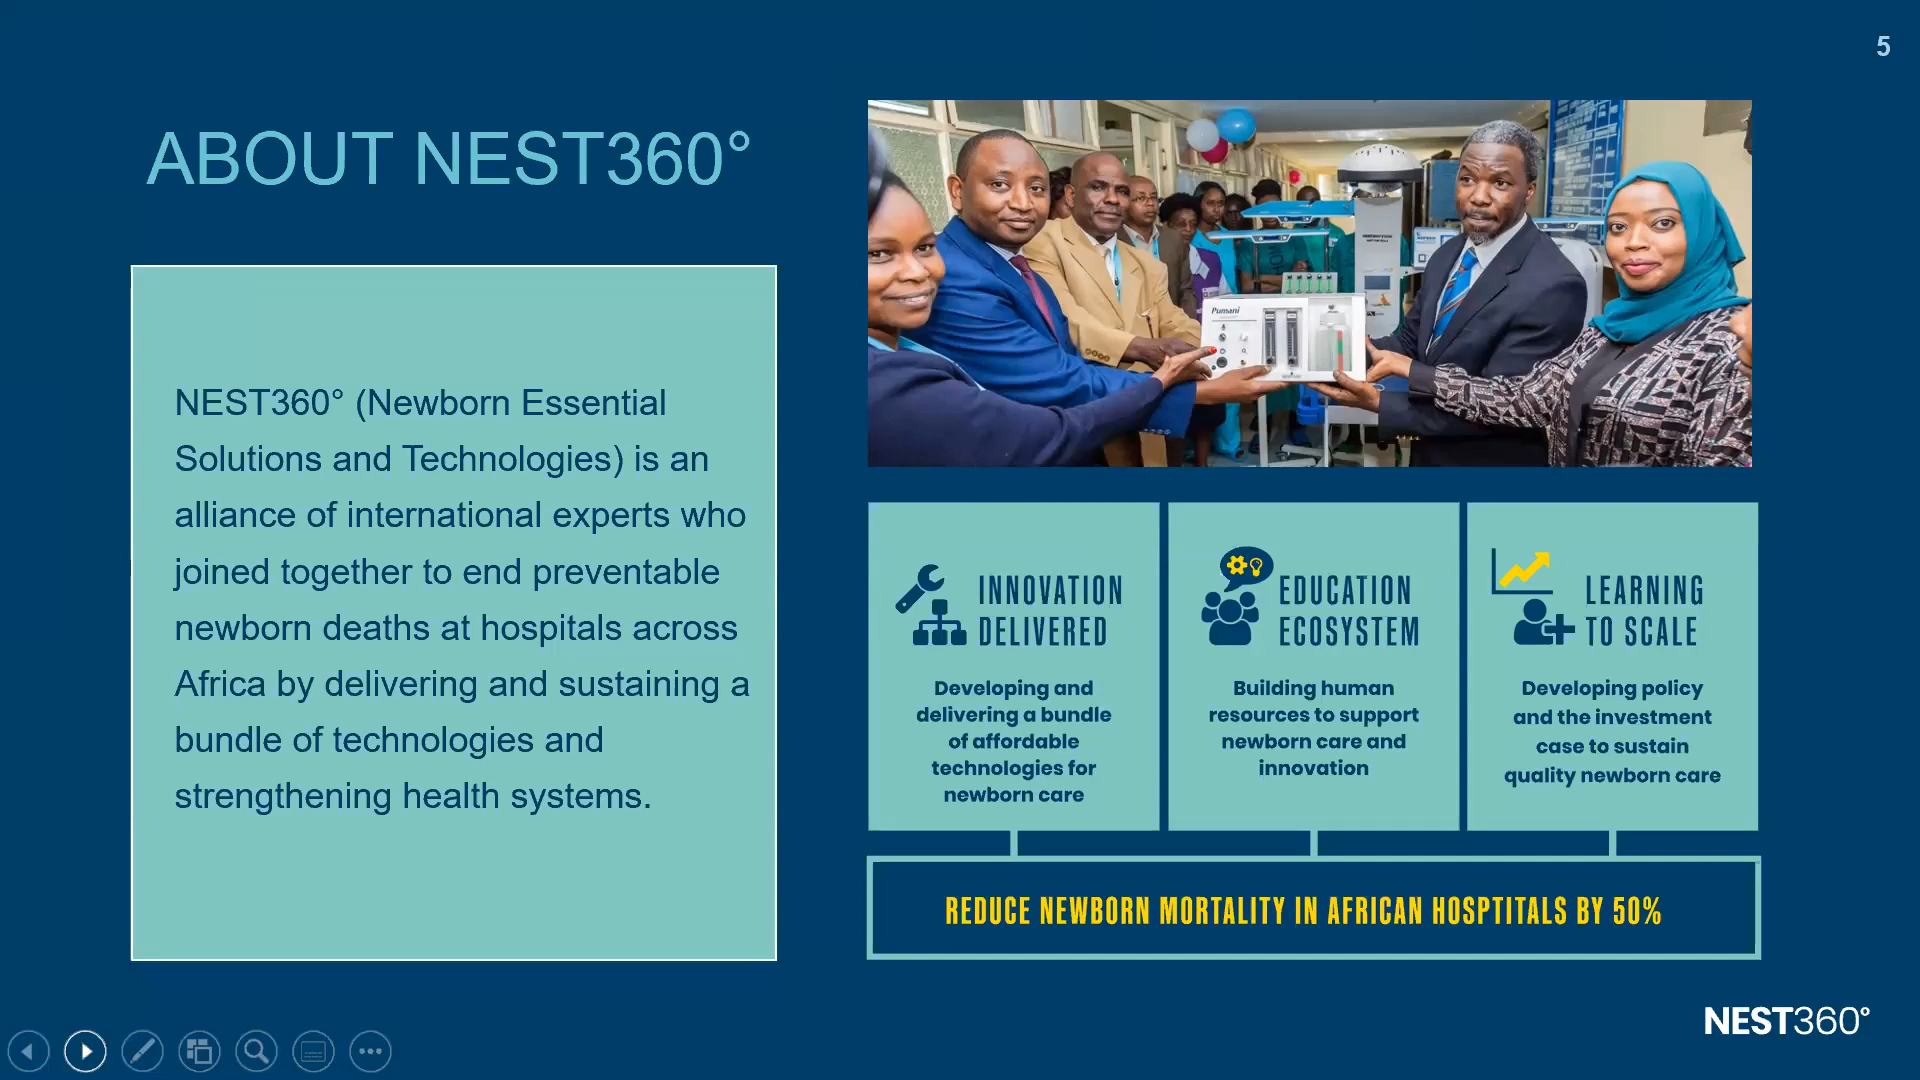 5
ABOUT NEST360°
NEST360° (Newborn Essential
Solutions and Technologies) is an
alliance of international experts who
joined together to end preventable
newborn deaths at hospitals across
Africa by delivering and sustaining a
bundle of technologies and
strengthening health systems.
Pumani
INNOVATION
DELIVERED
Developing and
delivering a bundle
of affordable
technologies for
newborn care
EDUCATION
ECOSYSTEM
Building human
resources to support
newborn care and
innovation
LEARNING
TO SCALE
Developing policy
and the investment
case to sustain
quality newborn care
REDUCE NEWBORN MORTALITY IN AFRICAN HOSPTITALS BY 50%
NEST360°